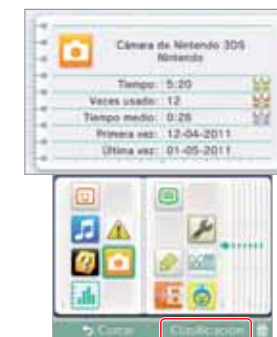 Cámara de Nintendo 3DS
Nintendo
Tiempo: 5:20
Veces usado: 12
Tiempo medio: 0:26
Primera vez: 12-04-2011
Última vez: 01-05-2011
Cerrar
Clasificación